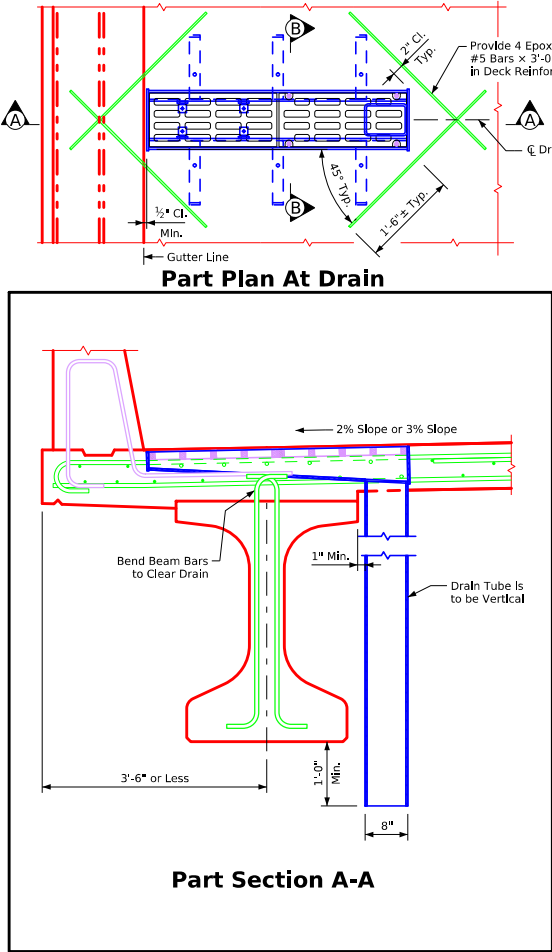 B
2" Cl.
Typ.
Provide 4 Epox
#5 Bars × 3'-0
in Deck Reinfor
A
A
℄ Dr
45° Typ.
1'-6"± Typ.
½" Cl.
Min.
B
Gutter Line
Part Plan At Drain
2% Slope or 3% Slope
Bend Beam Bars
to Clear Drain
1" Min.
Drain Tube is
to be Vertical
3'-6" or Less
1'-0"
Min.
8"
Part Section A-A